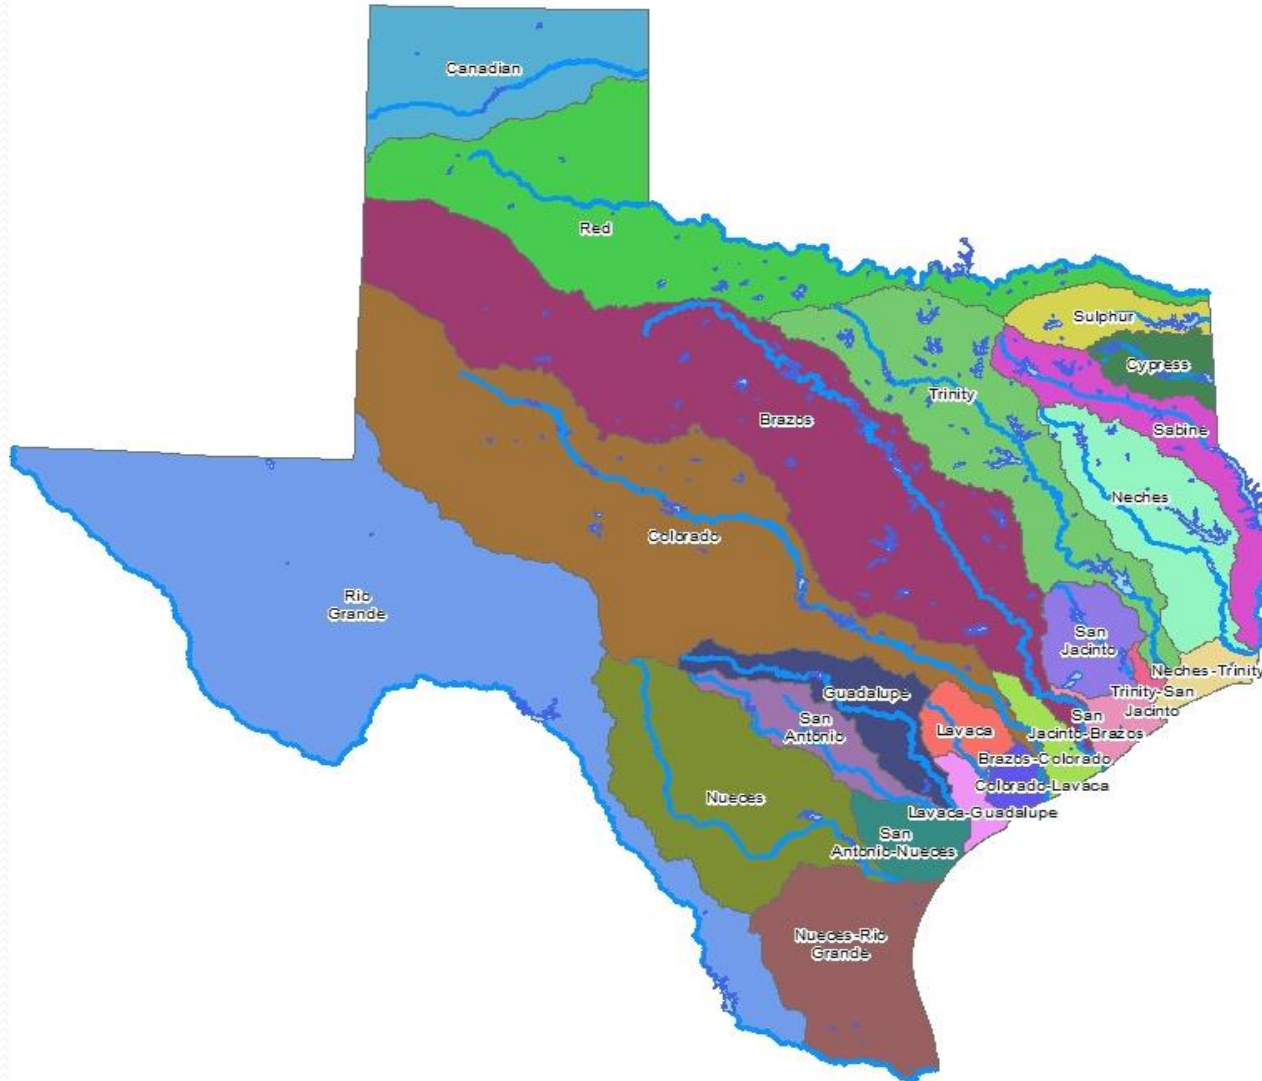 Canadian
Red
Sulphur
Cypress
Trinity
Brazos
Sabine
Neches
Colorado
Rio
Grande
San
Jacinto
Neches-Trinity
Guadalupe
Trinity-San
Jacinto
San
Antonio
San
Jacinto-Brazos
Lavaca
Brazos-Colorado
Colorado-Lavaca
Nueces
Lavaca-Guadalupe
San
Antonio-Nueces
Nueces-Rio
Grande